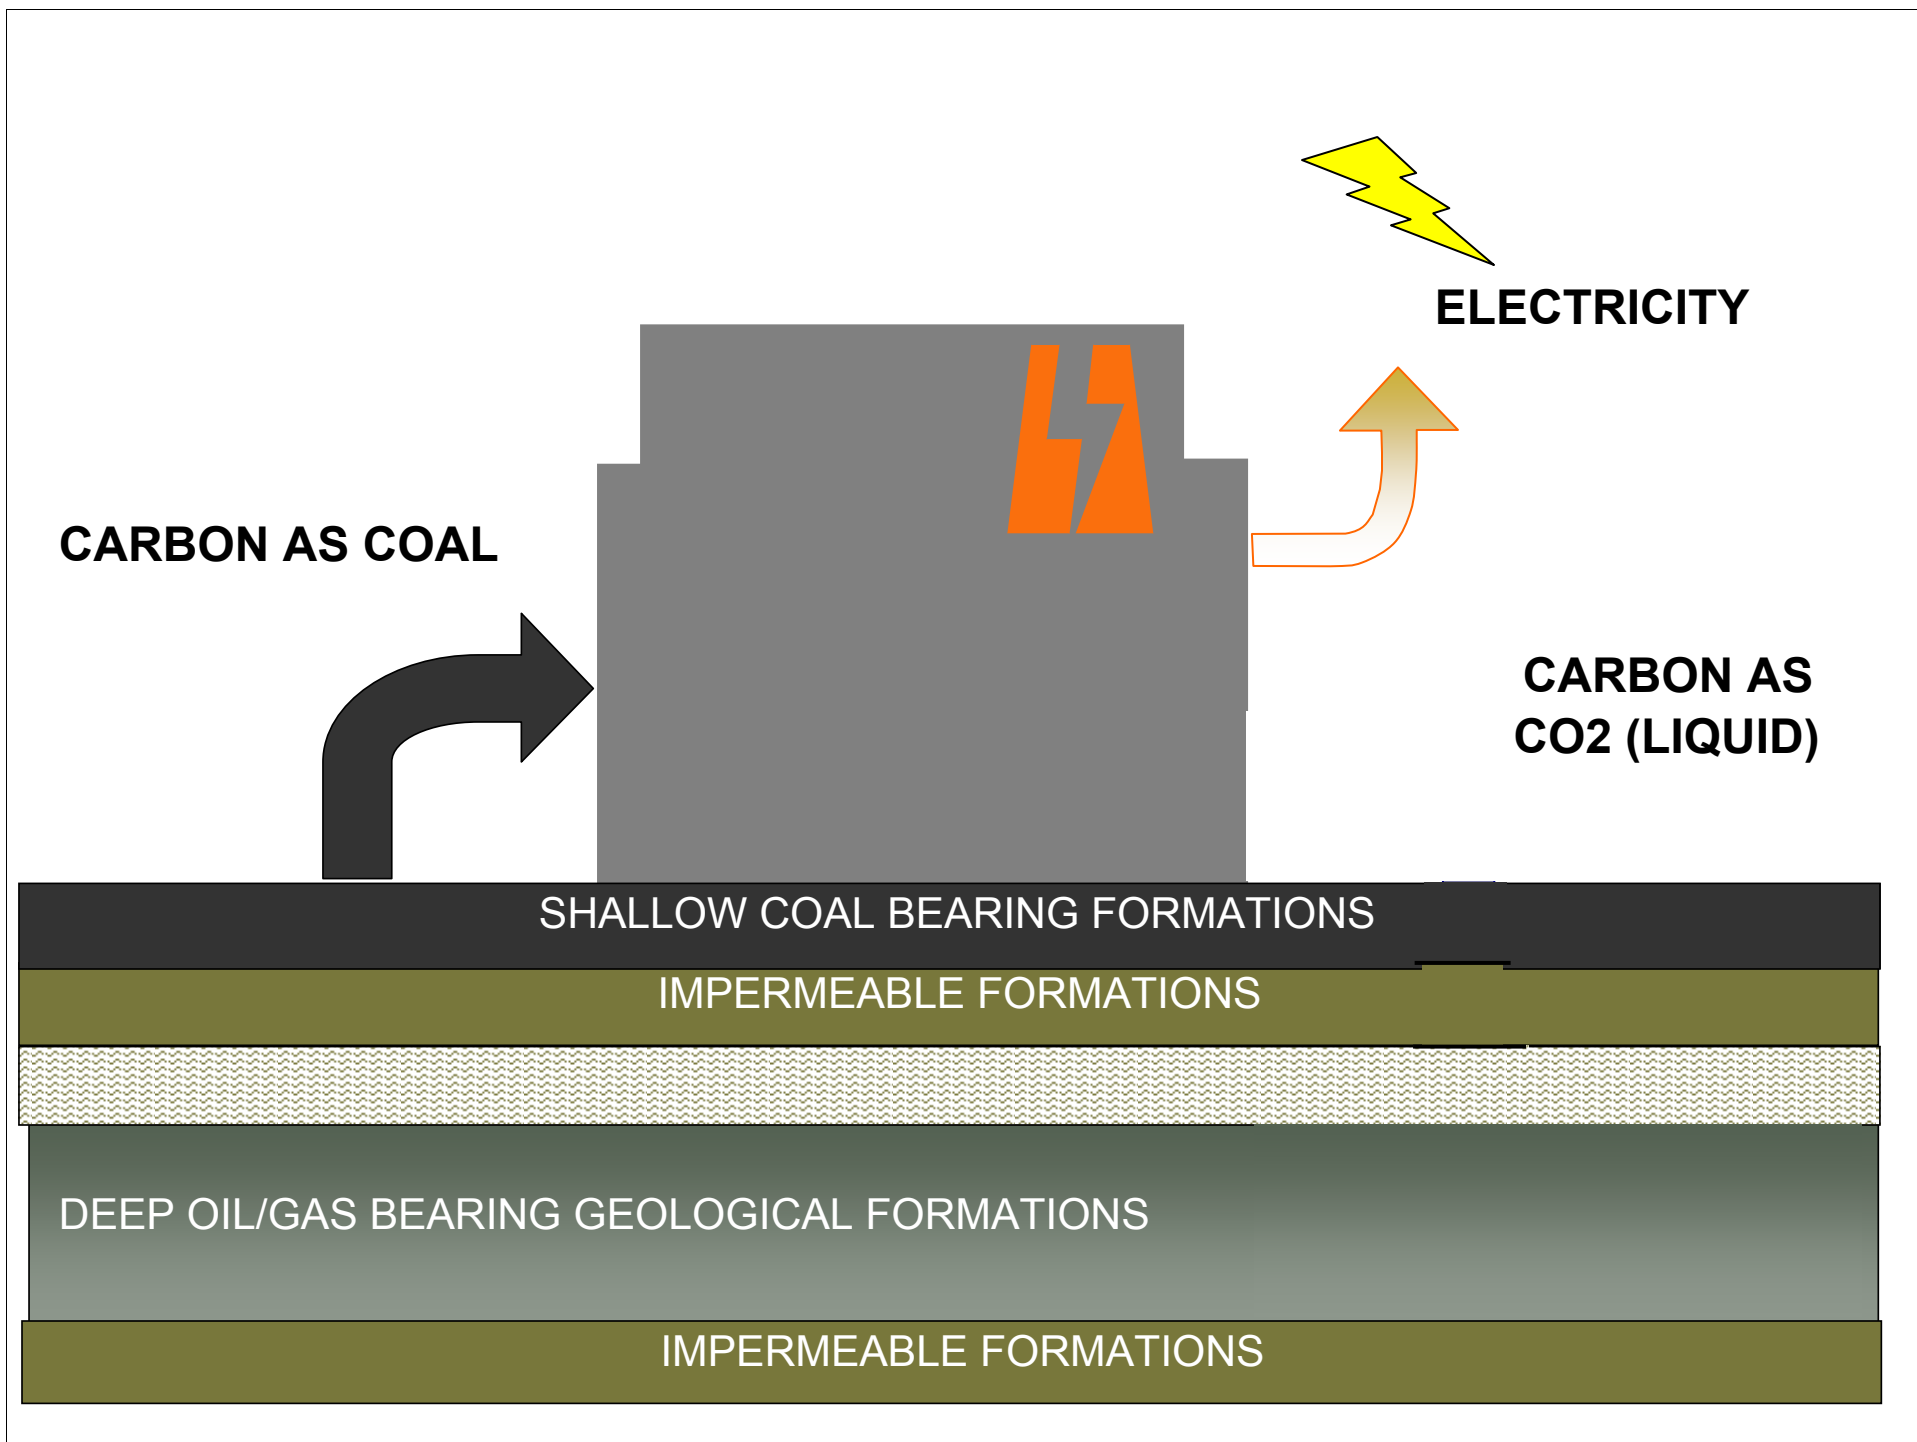 ELECTRICITY
CARBON AS COAL
CARBON AS
CO2 (LIQUID)
SHALLOW COAL BEARING FORMATIONS
IMPERMEABLE FORMATIONS
DEEP OIL/GAS BEARING GEOLOGICAL FORMATIONS
IMPERMEABLE FORMATIONS